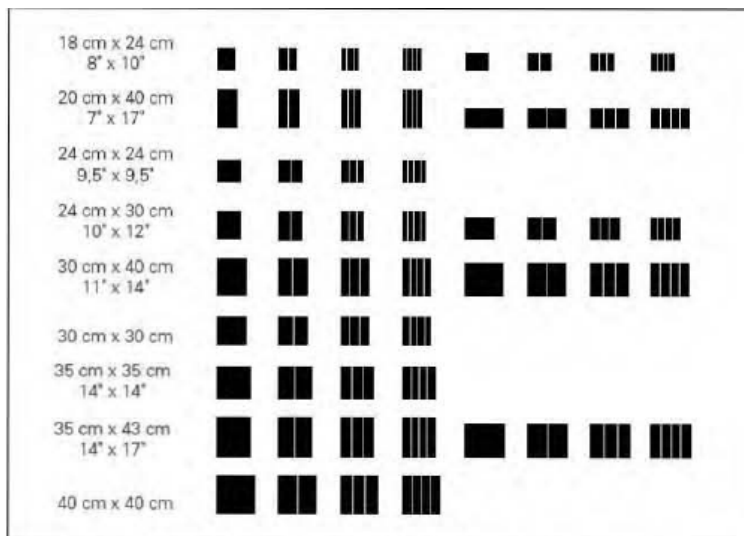 18 cm x 24 cm
8" x 10"
20 cm x 40 cm
7" x 17"
24 cm x 24 cm
9,5" x 9,5"
24 cm x 30 cm
10" x 12"
30 cm x 40 cm
11" x 14"
30 cm x 30 cm
35 cm x 35 cm
14" x 14"
35 cm x 43 cm
14" x 17"
40 cm x 40 cm